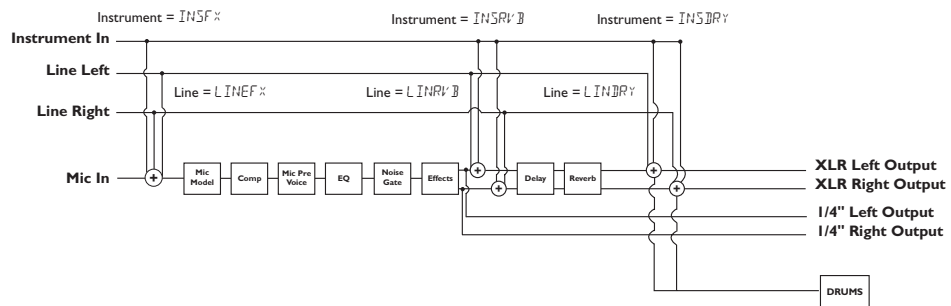 Instrument = INSFX
Instrument = INSRVB
Instrument = INSDRY
Instrument In
Line Left
Line = LINEFX
Line = LINRVB
Line = LINDRY
Line Right
Mic In
Mic Model
Comp
Mic Pre Voice
EQ
Noise Gate
Effects
Delay
Reverb
XLR Left Output
XLR Right Output
1/4" Left Output
1/4" Right Output
DRUMS